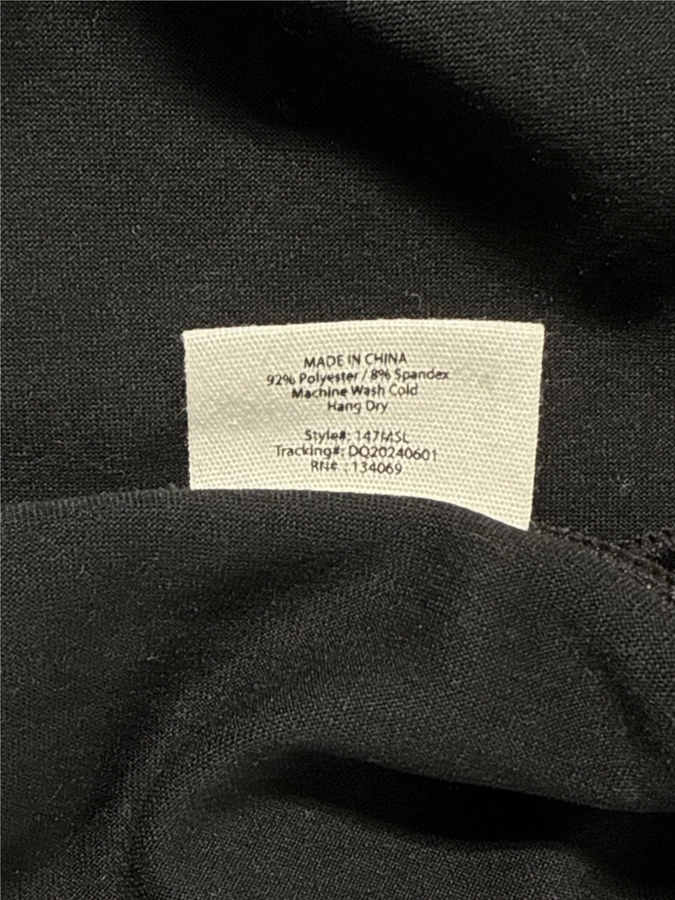 MADE IN CHINA
92% Polyester / 8% Spandex
Machine Wash Cold
Hang Dry
Style#: 147MSL
Tracking#: DQ20240601
RN# : 134069